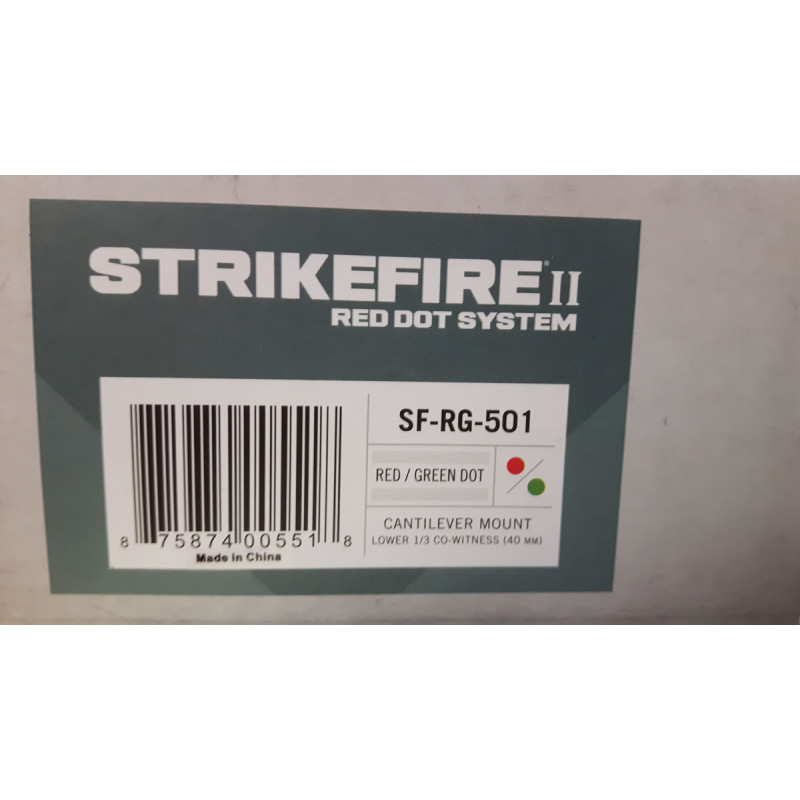 STRIKEFIRE® II
RED DOT SYSTEM
SF-RG-501
RED / GREEN DOT
CANTILEVER MOUNT
LOWER 1/3 CO-WITNESS (40 MM)
8 75874 00551 8
Made in China